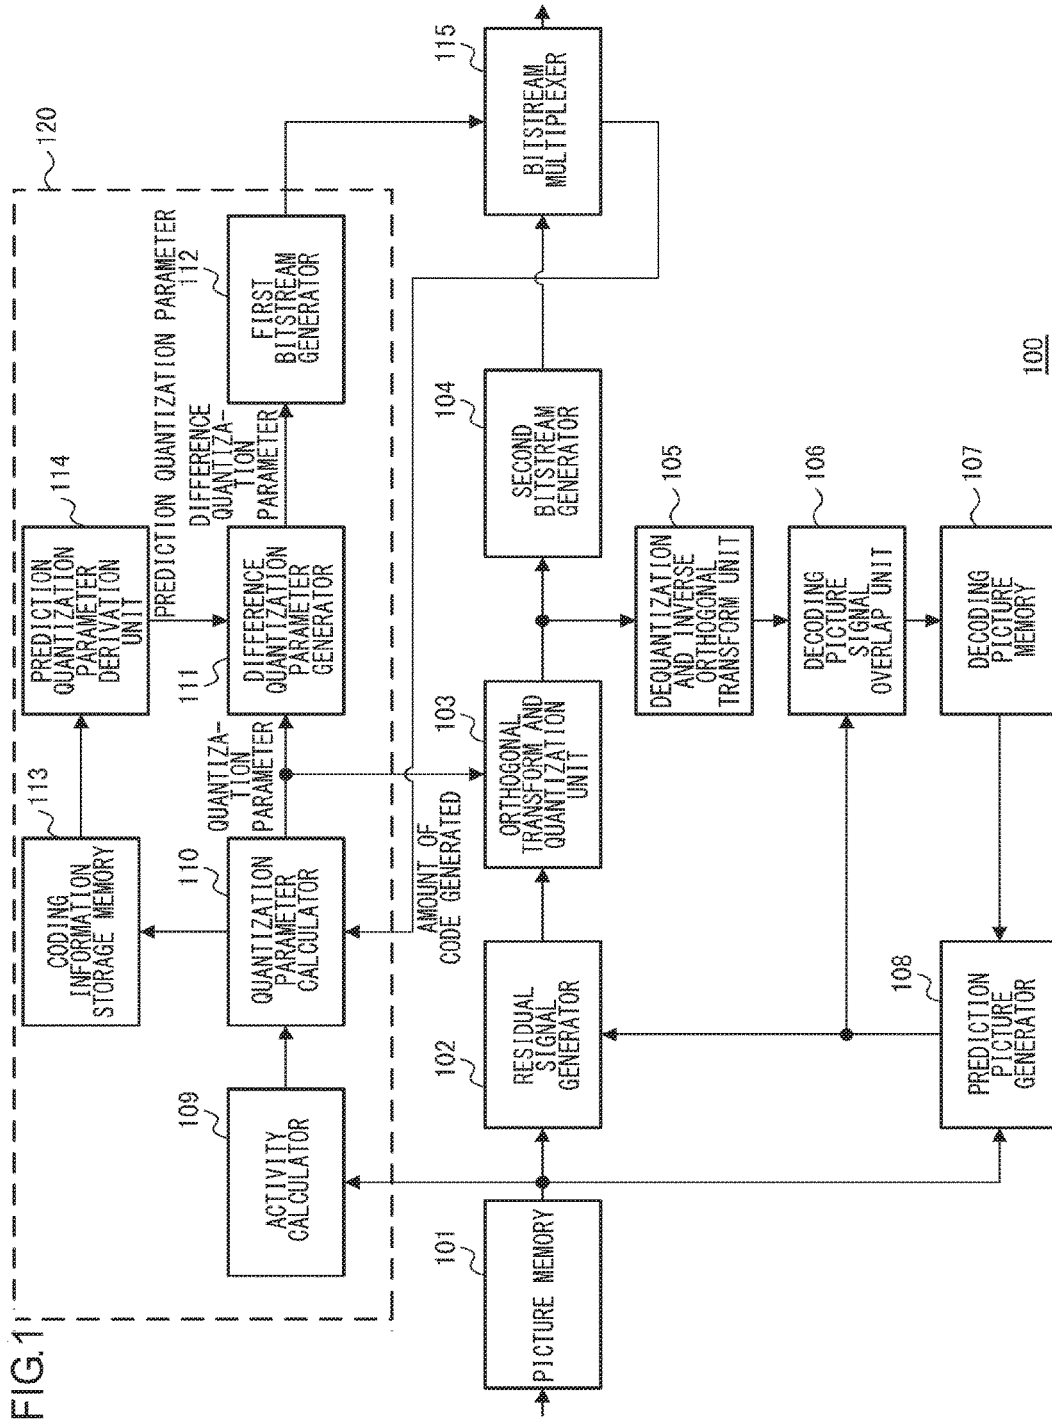 FIG.1
120
113
CODING
INFORMATION
STORAGE MEMORY
114
PREDICTION
QUANTIZATION
PARAMETER
DERIVATION
UNIT
PREDICTION QUANTIZATION PARAMETER
109
ACTIVITY
CALCULATOR
110
QUANTIZATION
PARAMETER
CALCULATOR
QUANTIZA-
TION
PARAMETER
111
DIFFERENCE
QUANTIZATION
PARAMETER
GENERATOR
DIFFERENCE
QUANTIZA-
TION
PARAMETER
112
FIRST
BITSTREAM
GENERATOR
AMOUNT OF
CODE GENERATED
101
PICTURE MEMORY
102
RESIDUAL
SIGNAL
GENERATOR
103
ORTHOGONAL
TRANSFORM AND
QUANTIZATION
UNIT
104
SECOND
BITSTREAM
GENERATOR
115
BITSTREAM
MULTIPLEXER
105
DEQUANTIZATION
AND INVERSE
ORTHOGONAL
TRANSFORM UNIT
106
DECODING
PICTURE
SIGNAL
OVERLAP UNIT
108
PREDICTION
PICTURE
GENERATOR
107
DECODING
PICTURE
MEMORY
100